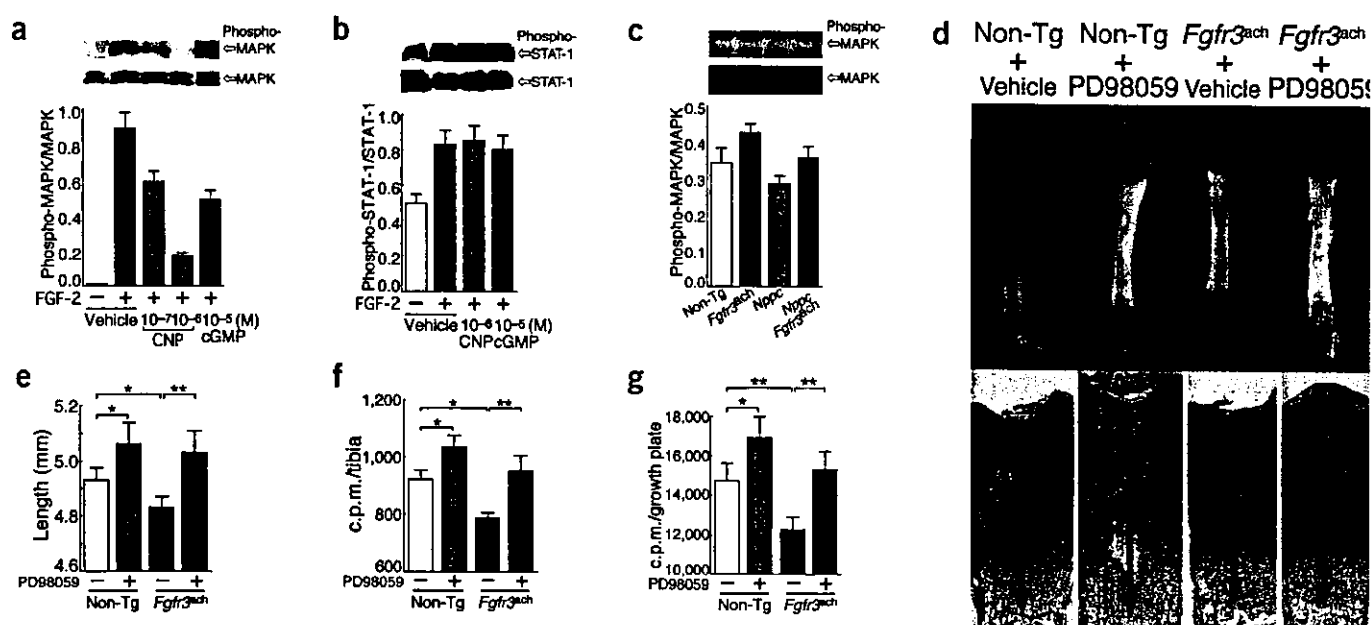 a
Phospho-
⇦MAPK
⇦MAPK
Phospho-MAPK/MAPK
1.0
0.8
0.6
0.4
0.2
0
FGF-2 − + + + +
Vehicle 10⁻⁷ 10⁻⁶ 10⁻⁵ (M)
CNP cGMP
b
Phospho-
⇦STAT-1
⇦STAT-1
Phospho-STAT-1/STAT-1
1.0
0.8
0.6
0.4
0.2
0.0
FGF-2 − + + +
Vehicle 10⁻⁶ 10⁻⁵ (M)
CNP cGMP
c
Phospho-
⇦MAPK
⇦MAPK
Phospho-MAPK/MAPK
0.5
0.4
0.3
0.2
0.1
0.0
Non-Tg
Fgfr3ᵃᶜʰ
Nppc
Nppc
Fgfr3ᵃᶜʰ
d
Non-Tg Non-Tg Fgfr3ᵃᶜʰ Fgfr3ᵃᶜʰ
+ + + +
Vehicle PD98059 Vehicle PD98059
e
Length (mm)
5.2
5.0
4.8
4.6
* **
*
PD98059 − + − +
Non-Tg Fgfr3ᵃᶜʰ
f
c.p.m./tibia
1,200
1,000
800
600
* **
*
PD98059 − + − +
Non-Tg Fgfr3ᵃᶜʰ
g
c.p.m./growth plate
18,000
16,000
14,000
12,000
10,000
** **
*
PD98059 − + − +
Non-Tg Fgfr3ᵃᶜʰ